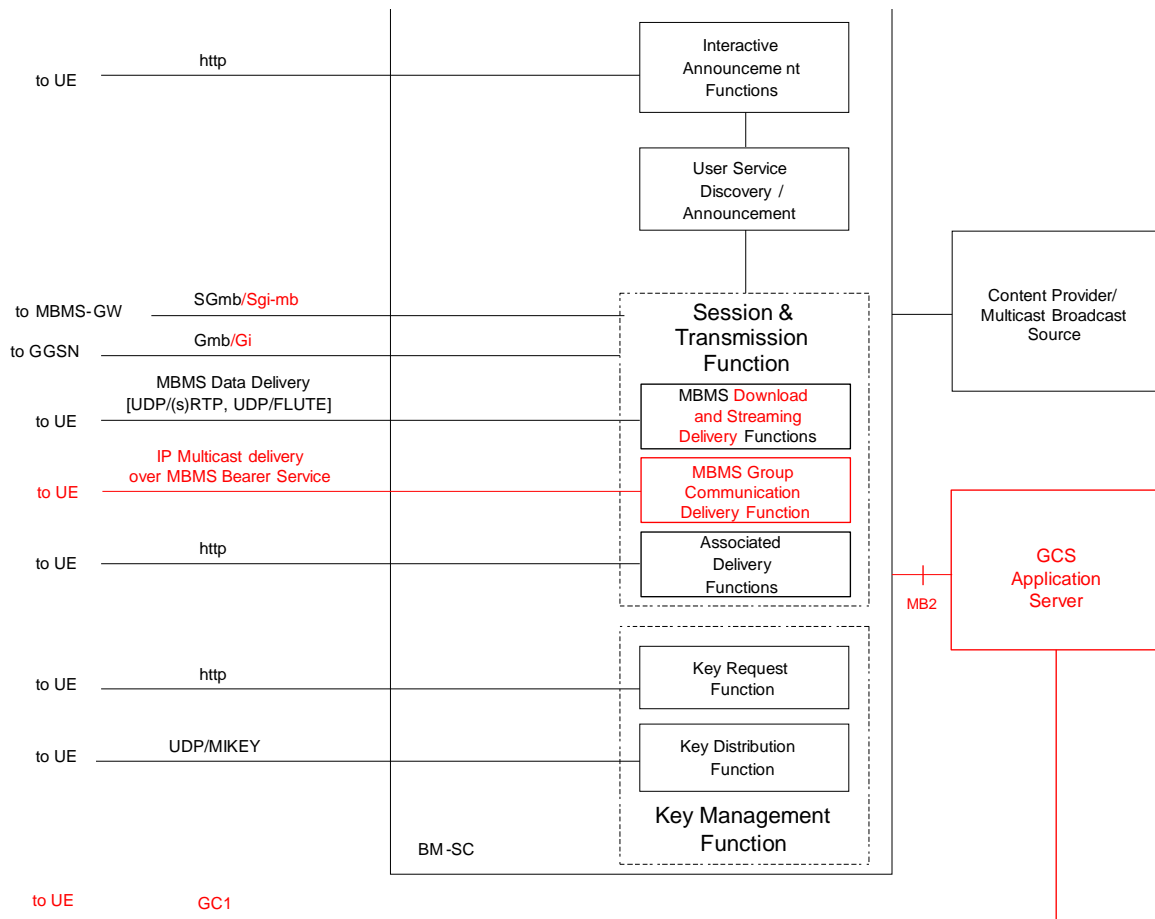 Interactive
Announceme nt
Functions
http
to UE
User Service
Discovery /
Announcement
SGmb/Sgi-mb
to MBMS-GW
Gmb/Gi
to GGSN
Session &
Transmission
Function
Content Provider/
Multicast Broadcast
Source
MBMS Data Delivery
[UDP/(s)RTP, UDP/FLUTE]
to UE
MBMS Download
and Streaming
Delivery Functions
IP Multicast delivery
over MBMS Bearer Service
to UE
MBMS Group
Communication
Delivery Function
http
to UE
Associated
Delivery
Functions
GCS
Application
Server
MB2
http
to UE
Key Request
Function
UDP/MIKEY
to UE
Key Distribution
Function
Key Management
Function
BM-SC
to UE
GC1